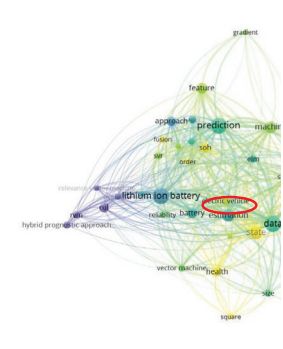 gradient
feature
approach
prediction
machin
fusion
soh
svr
order
lithium ion battery
electric vehicle
rul
reliability
battery
estimation
data
hybrid prognostic approach
state
vector machine
health
size
square